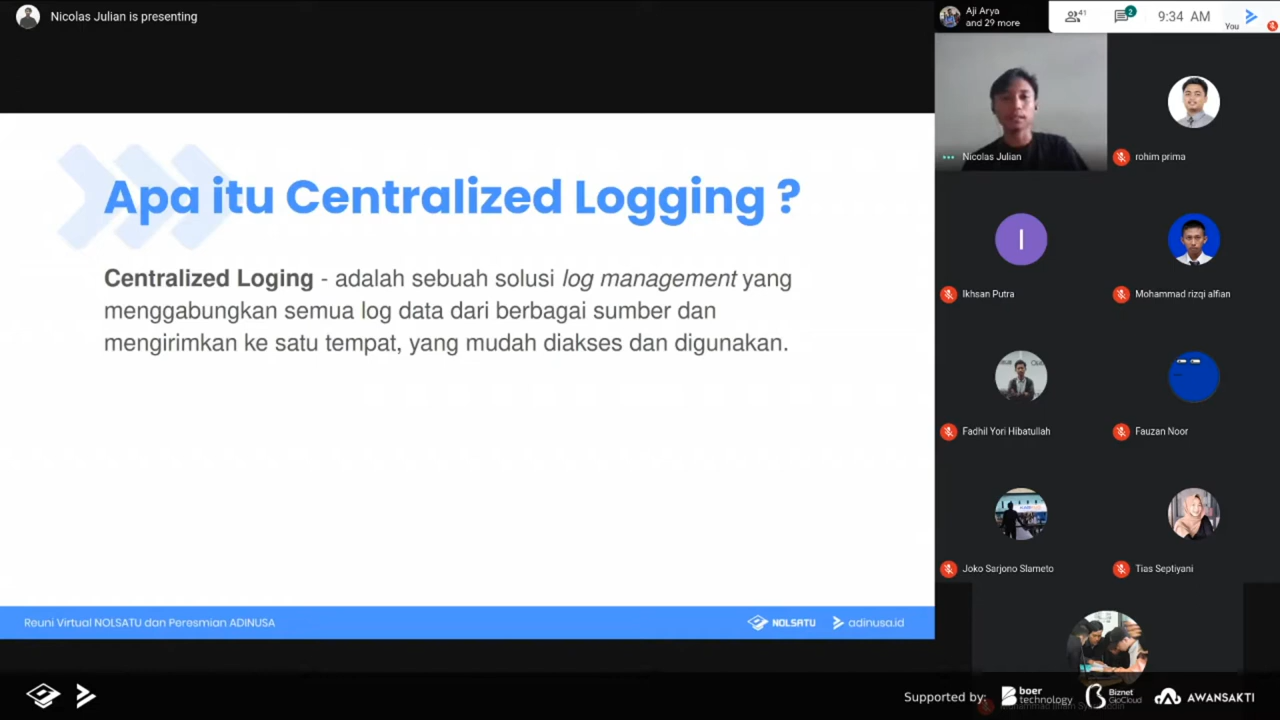 Nicolas Julian is presenting
Aji Arya
and 29 more
41
2
9:34 AM
You
Apa itu Centralized Logging ?
Centralized Loging - adalah sebuah solusi log management yang
menggabungkan semua log data dari berbagai sumber dan
mengirimkan ke satu tempat, yang mudah diakses dan digunakan.
Reuni Virtual NOLSATU dan Peresmian ADINUSA
NOLSATU
adinusa.id
Nicolas Julian
rohim prima
I
Ikhsan Putra
Mohammad rizqi alfian
Fadhil Yori Hibatullah
Fauzan Noor
Joko Sarjono Slameto
Tias Septiyani
Supported by:
boer
technology
Biznet
GioCloud
AWANSAKTI